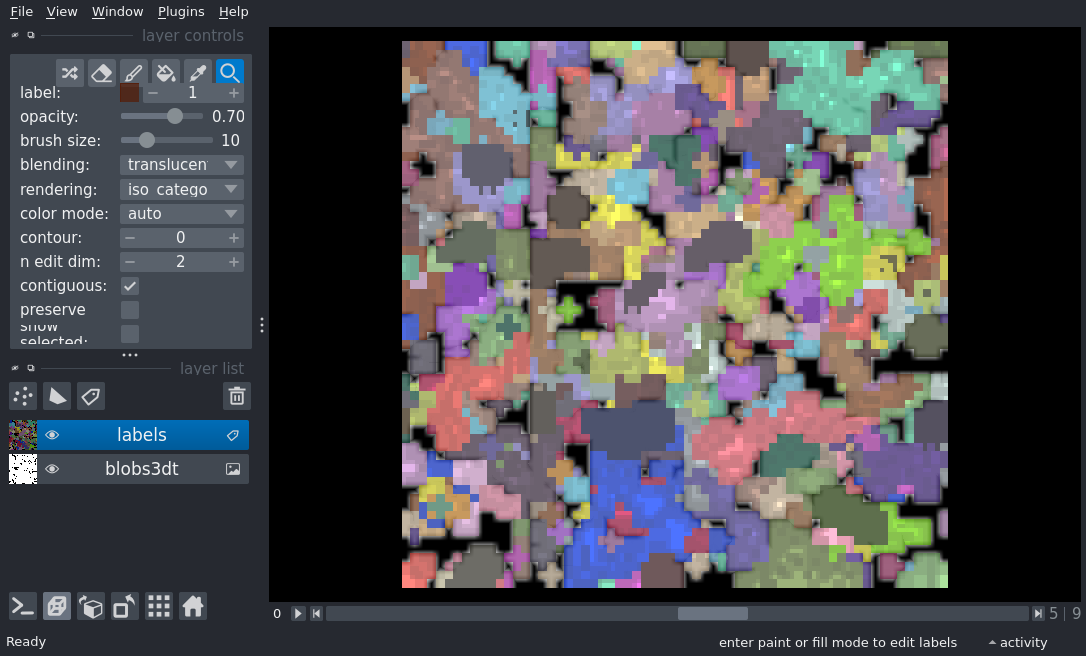 File View Window Plugins Help
layer controls
label: 1
opacity: 0.70
brush size: 10
blending: translucen
rendering: iso_catego
color mode: auto
contour: 0
n edit dim: 2
contiguous:
preserve
show
selected:
layer list
labels
blobs3dt
0 5 | 9
Ready enter paint or fill mode to edit labels activity